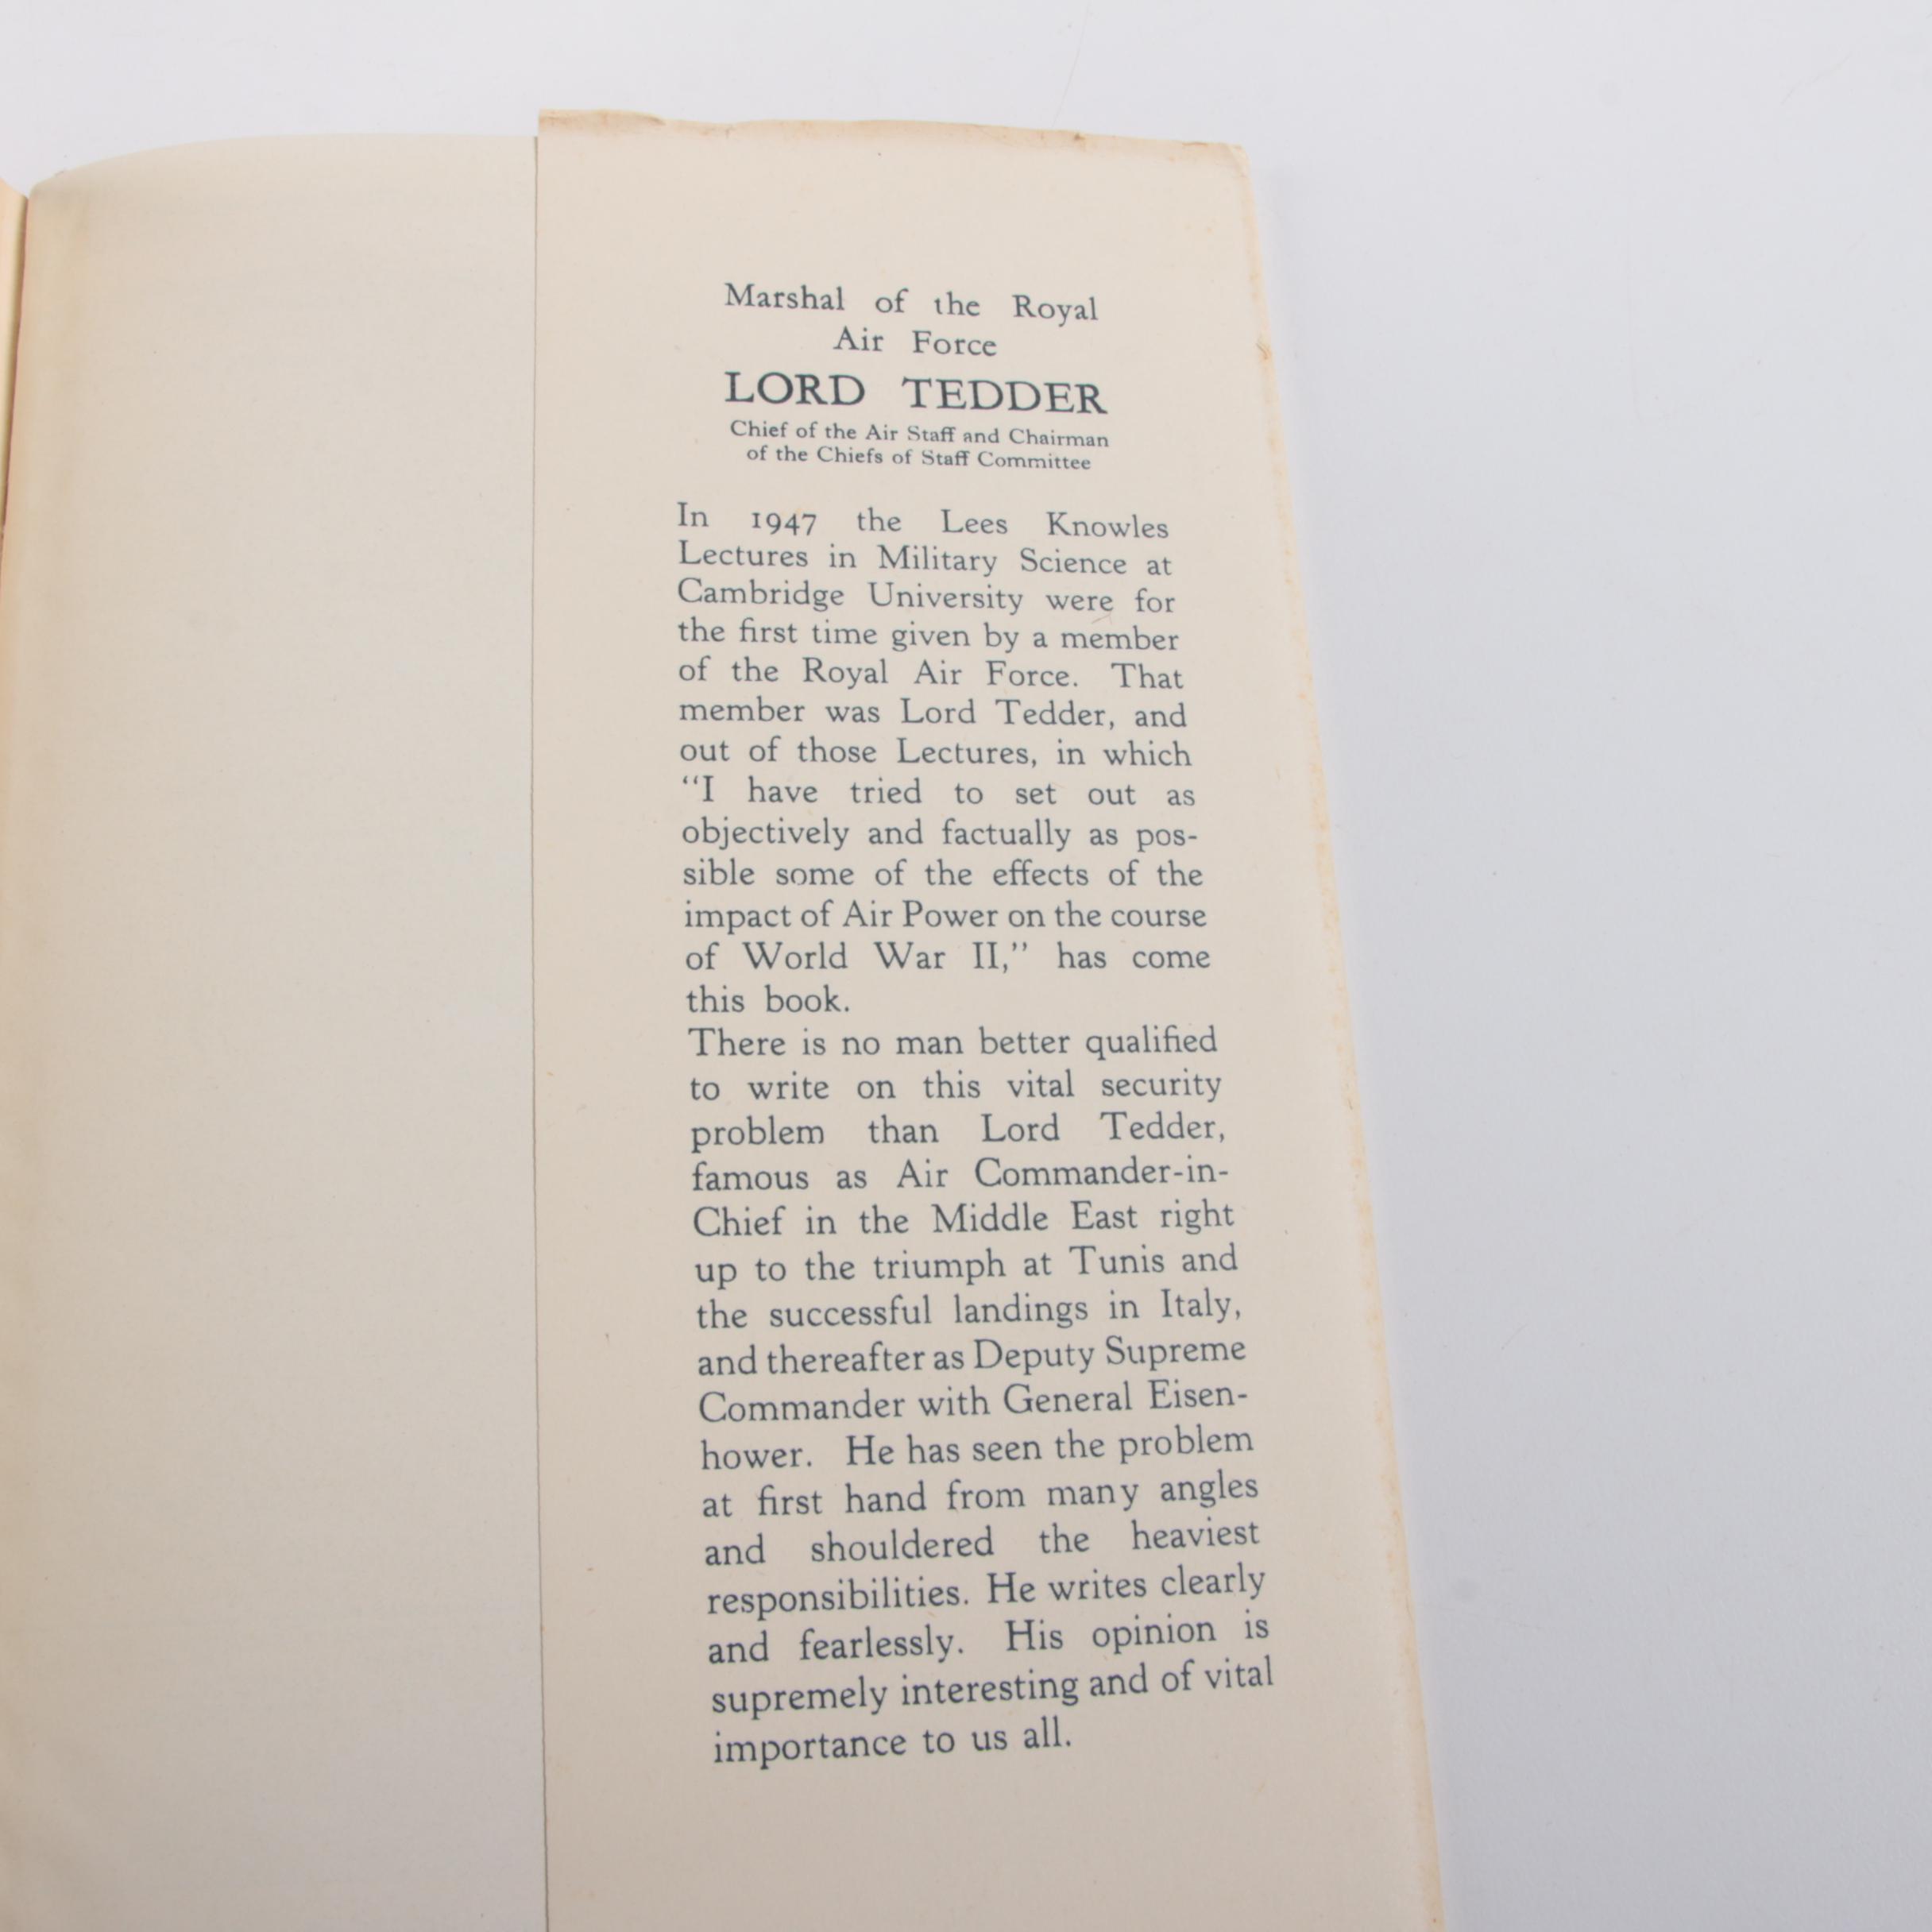 Marshal of the Royal
Air Force
LORD TEDDER
Chief of the Air Staff and Chairman
of the Chiefs of Staff Committee
In 1947 the Lees Knowles
Lectures in Military Science at
Cambridge University were for
the first time given by a member
of the Royal Air Force. That
member was Lord Tedder, and
out of those Lectures, in which
“I have tried to set out as
objectively and factually as pos-
sible some of the effects of the
impact of Air Power on the course
of World War II,” has come
this book.
There is no man better qualified
to write on this vital security
problem than Lord Tedder,
famous as Air Commander-in-
Chief in the Middle East right
up to the triumph at Tunis and
the successful landings in Italy,
and thereafter as Deputy Supreme
Commander with General Eisen-
hower. He has seen the problem
at first hand from many angles
and shouldered the heaviest
responsibilities. He writes clearly
and fearlessly. His opinion is
supremely interesting and of vital
importance to us all.